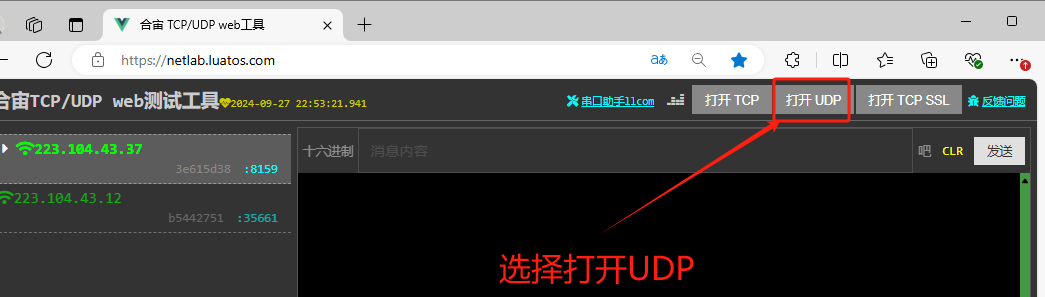 合宙 TCP/UDP web工具
https://netlab.luatos.com
aあ
合宙TCP/UDP web测试工具
2024-09-27 22:53:21.941
串口助手llcom
打开 TCP
打开 UDP
打开 TCP SSL
反馈问题
223.104.43.37
3e615d38 :8159
223.104.43.12
b5442751 :35661
十六进制
消息内容
吧
CLR
发送
选择打开UDP